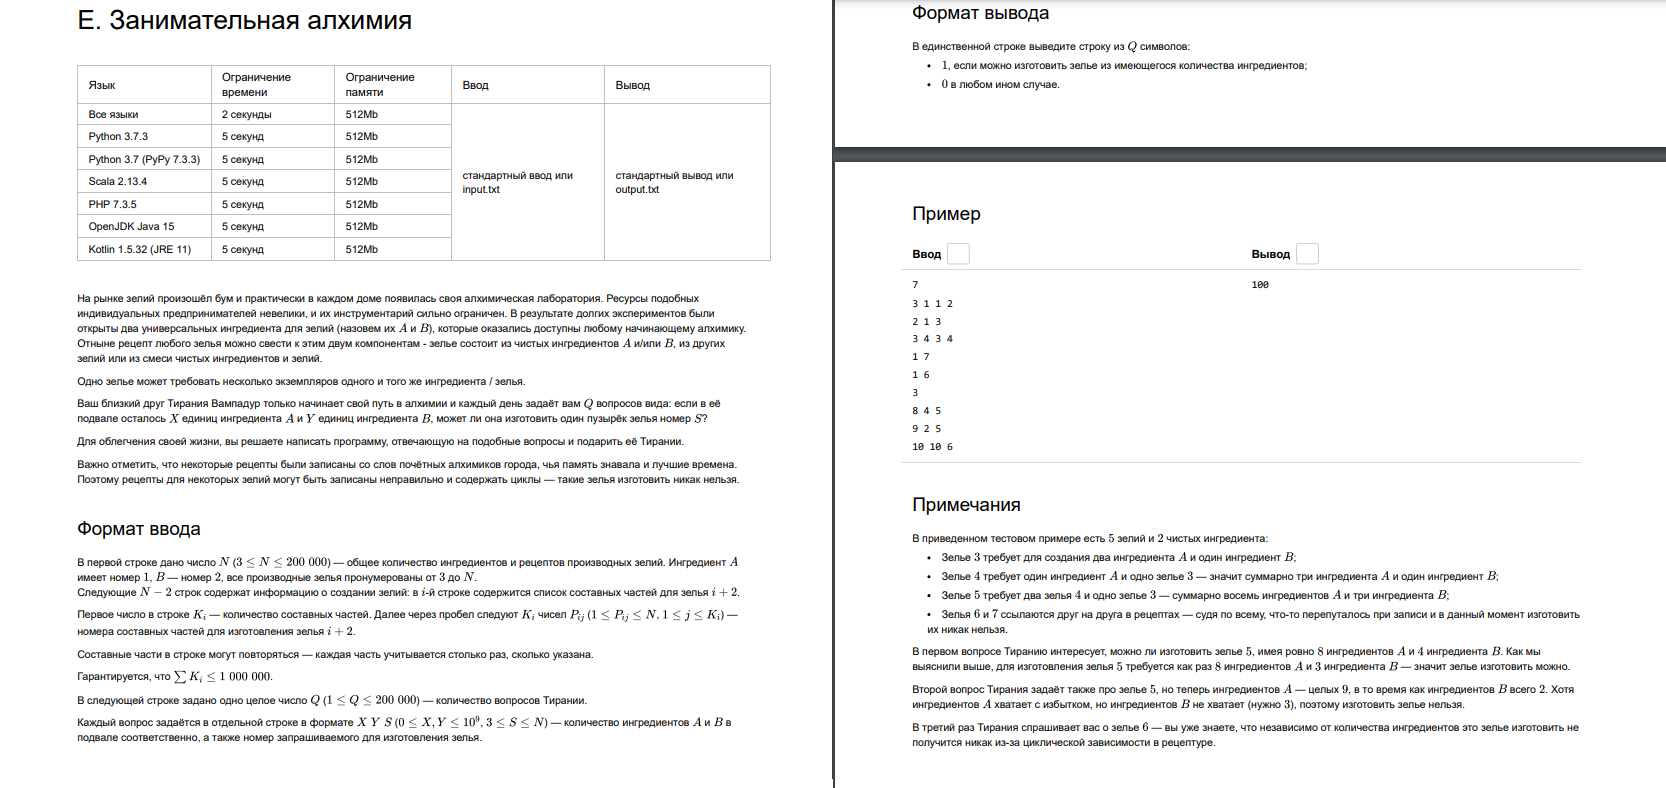 E. Занимательная алхимия
Язык
Ограничение времени
Ограничение памяти
Ввод
Вывод
Все языки 2 секунды 512Mb
Python 3.7.3 5 секунд 512Mb
Python 3.7 (PyPy 7.3.3) 5 секунд 512Mb
Scala 2.13.4 5 секунд 512Mb
PHP 7.3.5 5 секунд 512Mb
OpenJDK Java 15 5 секунд 512Mb
Kotlin 1.5.32 (JRE 11) 5 секунд 512Mb
стандартный ввод или
input.txt
стандартный вывод или
output.txt
На рынке зелий произошёл бум и практически в каждом доме появилась своя алхимическая лаборатория. Ресурсы подобных
индивидуальных предпринимателей невелики, и их инструментарий сильно ограничен. В результате долгих экспериментов были
открыты два универсальных ингредиента для зелий (назовем их A и B), которые оказались доступны любому начинающему алхимику.
Отныне рецепт любого зелья можно свести к этим двум компонентам - зелье состоит из чистых ингредиентов A и/или B, из других
зелий или из смеси чистых ингредиентов и зелий.
Одно зелье может требовать несколько экземпляров одного и того же ингредиента / зелья.
Ваш близкий друг Тирания Вампадур только начинает свой путь в алхимии и каждый день задаёт вам Q вопросов вида: если в её
подвале осталось X единиц ингредиента A и Y единиц ингредиента B, может ли она изготовить один пузырёк зелья номер S?
Для облегчения своей жизни, вы решаете написать программу, отвечающую на подобные вопросы и подарить её Тирании.
Важно отметить, что некоторые рецепты были записаны со слов почётных алхимиков города, чья память знавала и лучшие времена.
Поэтому рецепты для некоторых зелий могут быть записаны неправильно и содержать циклы — такие зелья изготовить никак нельзя.
Формат ввода
В первой строке дано число N (3 ≤ N ≤ 200 000) — общее количество ингредиентов и рецептов производных зелий. Ингредиент A
имеет номер 1, B — номер 2, все производные зелья пронумерованы от 3 до N.
Следующие N − 2 строк содержат информацию о создании зелий: в i-й строке содержится список составных частей для зелья i + 2.
Первое число в строке Kᵢ — количество составных частей. Далее через пробел следуют Kᵢ чисел Pᵢⱼ (1 ≤ Pᵢⱼ ≤ N, 1 ≤ j ≤ Kᵢ) —
номера составных частей для изготовления зелья i + 2.
Составные части в строке могут повторяться — каждая часть учитывается столько раз, сколько указана.
Гарантируется, что ∑ Kᵢ ≤ 1 000 000.
В следующей строке задано одно целое число Q (1 ≤ Q ≤ 200 000) — количество вопросов Тирании.
Каждый вопрос задаётся в отдельной строке в формате X Y S (0 ≤ X, Y ≤ 10⁹, 3 ≤ S ≤ N) — количество ингредиентов A и B в
подвале соответственно, а также номер запрашиваемого для изготовления зелья.
Формат вывода
В единственной строке выведите строку из Q символов:
• 1, если можно изготовить зелье из имеющегося количества ингредиентов;
• 0 в любом ином случае.
Пример
Ввод
Вывод
7
3 1 1 2
2 1 3
3 4 3 4
1 7
1 6
3
8 4 5
9 2 5
10 10 6
100
Примечания
В приведенном тестовом примере есть 5 зелий и 2 чистых ингредиента:
• Зелье 3 требует для создания два ингредиента A и один ингредиент B;
• Зелье 4 требует один ингредиент A и одно зелье 3 — значит суммарно три ингредиента A и один ингредиент B;
• Зелье 5 требует два зелья 4 и одно зелье 3 — суммарно восемь ингредиентов A и три ингредиента B;
• Зелья 6 и 7 ссылаются друг на друга в рецептах — судя по всему, что-то перепуталось при записи и в данный момент изготовить
их никак нельзя.
В первом вопросе Тиранию интересует, можно ли изготовить зелье 5, имея ровно 8 ингредиентов A и 4 ингредиента B. Как мы
выяснили выше, для изготовления зелья 5 требуется как раз 8 ингредиентов A и 3 ингредиента B — значит зелье изготовить можно.
Второй вопрос Тирания задаёт также про зелье 5, но теперь ингредиентов A — целых 9, в то время как ингредиентов B всего 2. Хотя
ингредиентов A хватает с избытком, но ингредиентов B не хватает (нужно 3), поэтому изготовить зелье нельзя.
В третий раз Тирания спрашивает вас о зелье 6 — вы уже знаете, что независимо от количества ингредиентов это зелье изготовить не
получится никак из-за циклической зависимости в рецептуре.